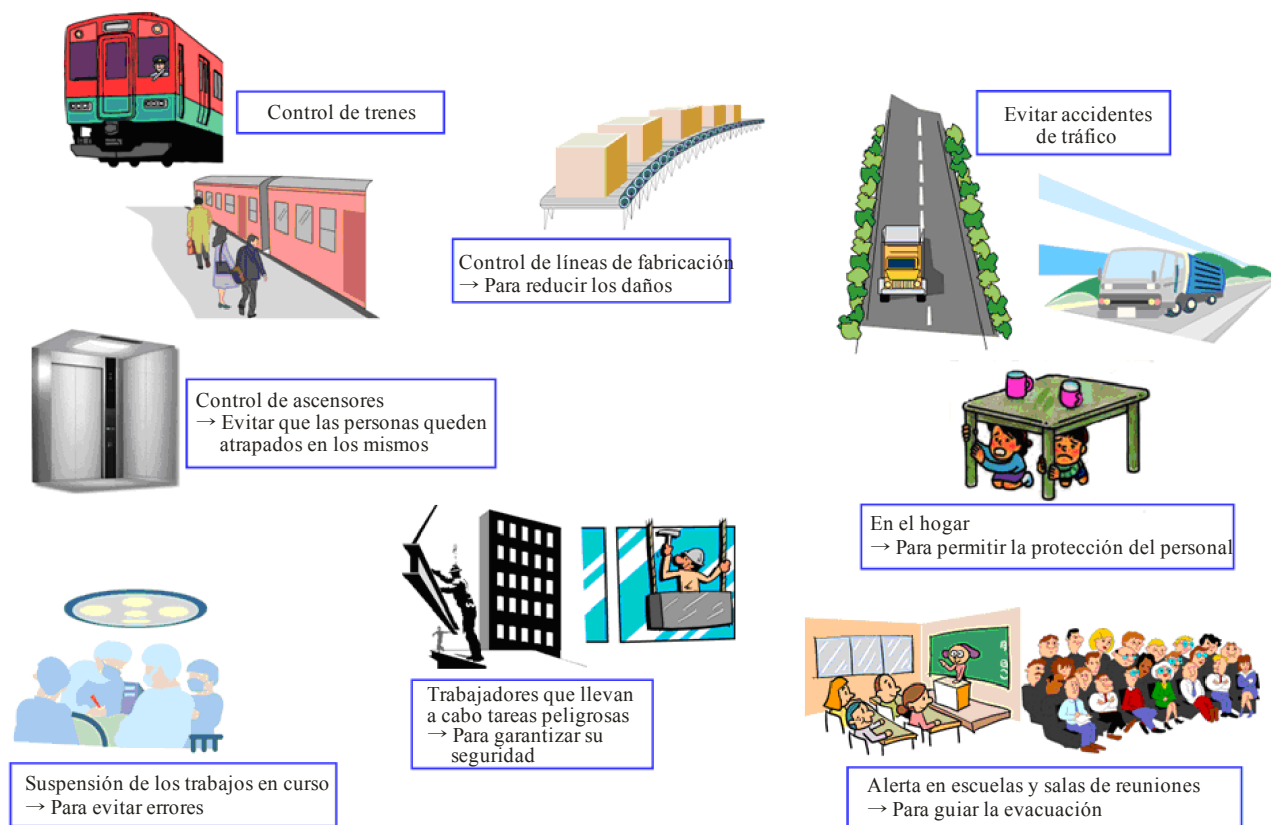 Control de trenes
Control de líneas de fabricación
→ Para reducir los daños
Evitar accidentes
de tráfico
Control de ascensores
→ Evitar que las personas queden
atrapados en los mismos
En el hogar
→ Para permitir la protección del personal
Trabajadores que llevan
a cabo tareas peligrosas
→ Para garantizar su
seguridad
Suspensión de los trabajos en curso
→ Para evitar errores
Alerta en escuelas y salas de reuniones
→ Para guiar la evacuación